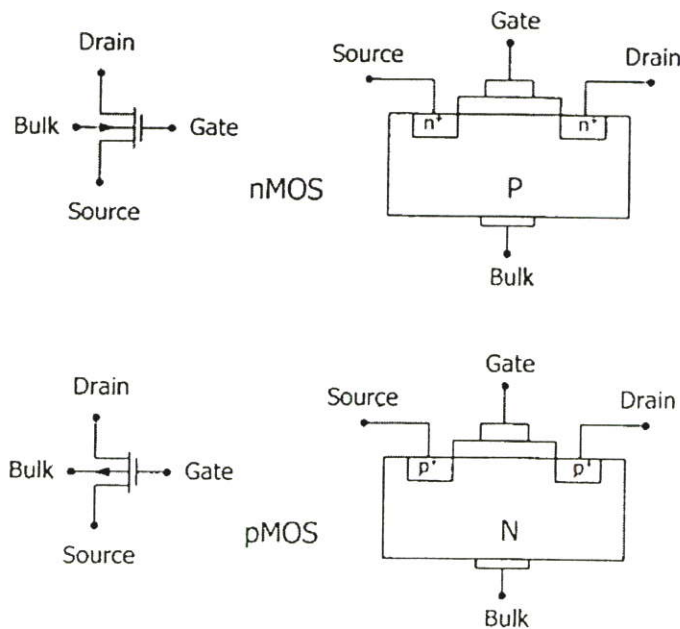 Drain
Bulk
Gate
Source
nMOS
Gate
Source
Drain
n⁺
n⁺
P
Bulk
Drain
Bulk
Gate
Source
pMOS
Gate
Source
Drain
p⁺
p⁺
N
Bulk